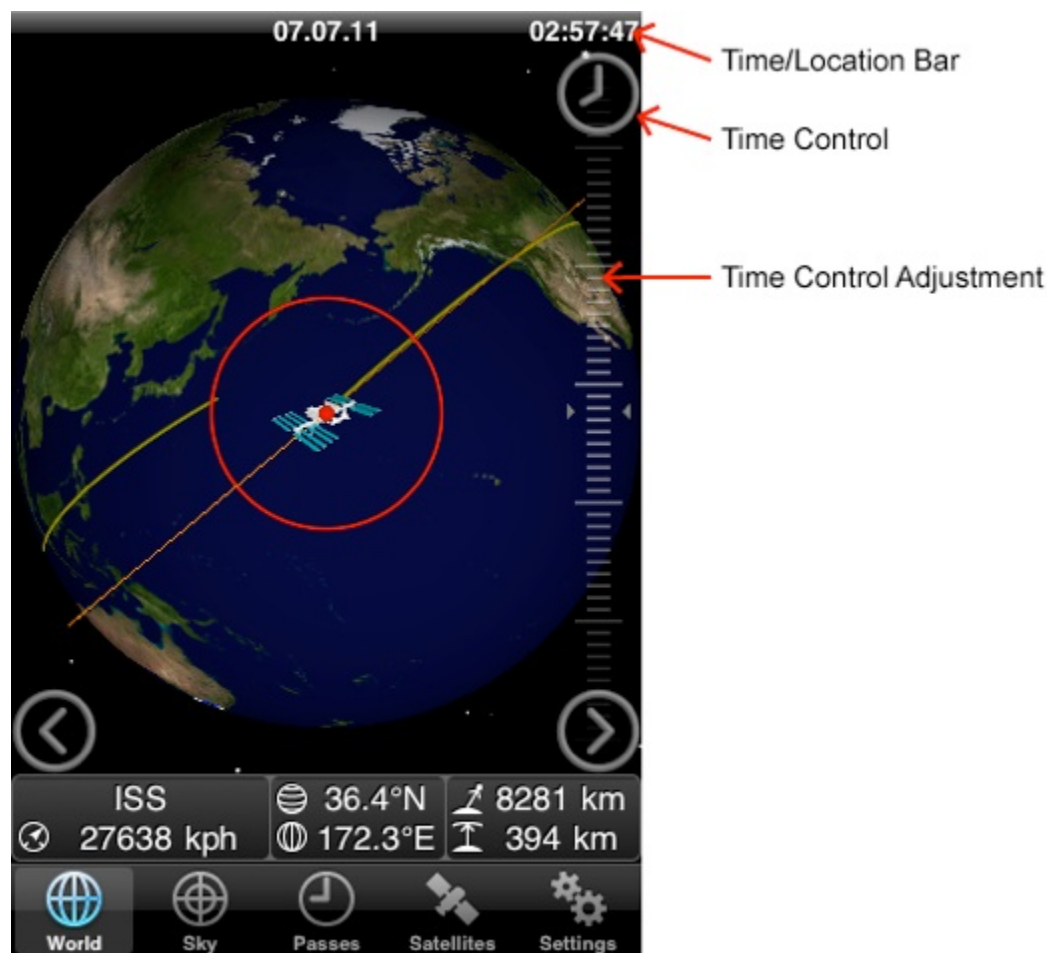 07.07.11 02:57:47
Time/Location Bar
Time Control
Time Control Adjustment
ISS 36.4°N 8281 km
27638 kph 172.3°E 394 km
World Sky Passes Satellites Settings